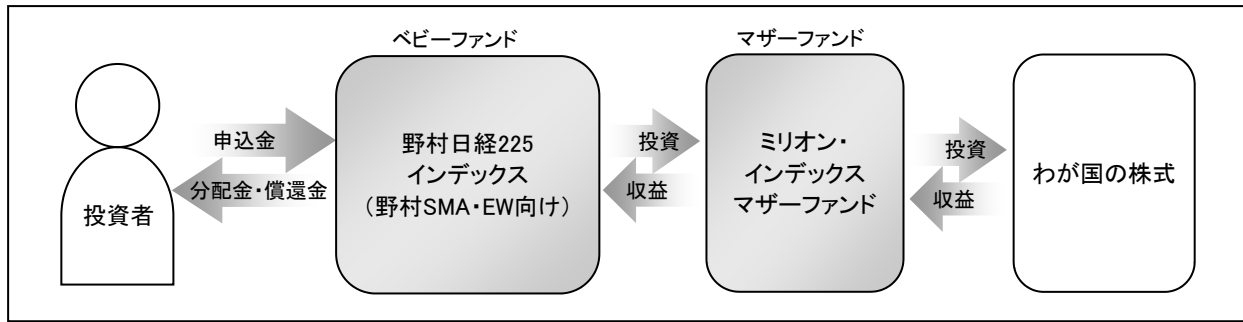 ベビーファンド
マザーファンド
投資者
申込金
分配金・償還金
野村日経225
インデックス
（野村SMA・EW向け）
投資
収益
ミリオン・
インデックス
マザーファンド
投資
収益
わが国の株式